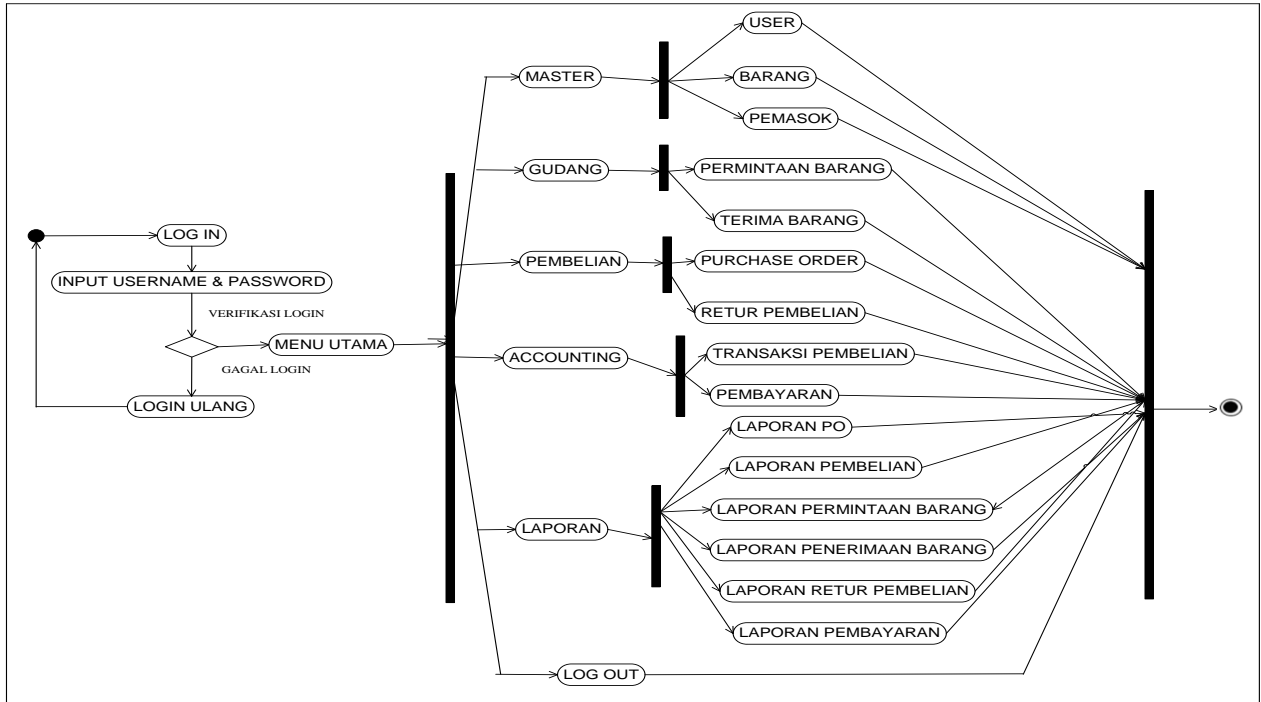 LOG IN
INPUT USERNAME & PASSWORD
VERIFIKASI LOGIN
MENU UTAMA
GAGAL LOGIN
LOGIN ULANG
MASTER
USER
BARANG
PEMASOK
GUDANG
PERMINTAAN BARANG
TERIMA BARANG
PEMBELIAN
PURCHASE ORDER
RETUR PEMBELIAN
ACCOUNTING
TRANSAKSI PEMBELIAN
PEMBAYARAN
LAPORAN
LAPORAN PO
LAPORAN PEMBELIAN
LAPORAN PERMINTAAN BARANG
LAPORAN PENERIMAAN BARANG
LAPORAN RETUR PEMBELIAN
LAPORAN PEMBAYARAN
LOG OUT